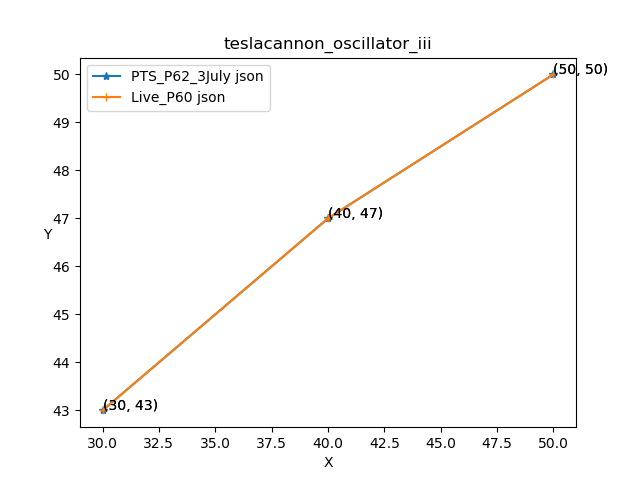 teslacannon_oscillator_iii
PTS_P62_3July json
Live_P60 json
(50, 50)
(40, 47)
(30, 43)
50
49
48
47
46
45
44
43
Y
30.0 32.5 35.0 37.5 40.0 42.5 45.0 47.5 50.0
X